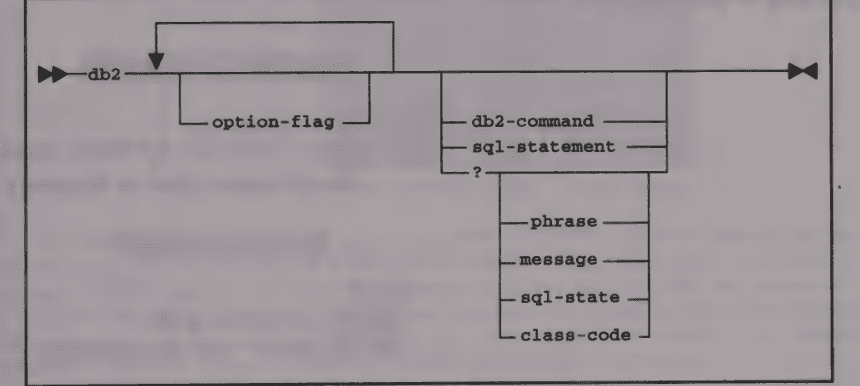 db2
option-flag
db2-command
sql-statement
?
phrase
message
sql-state
class-code